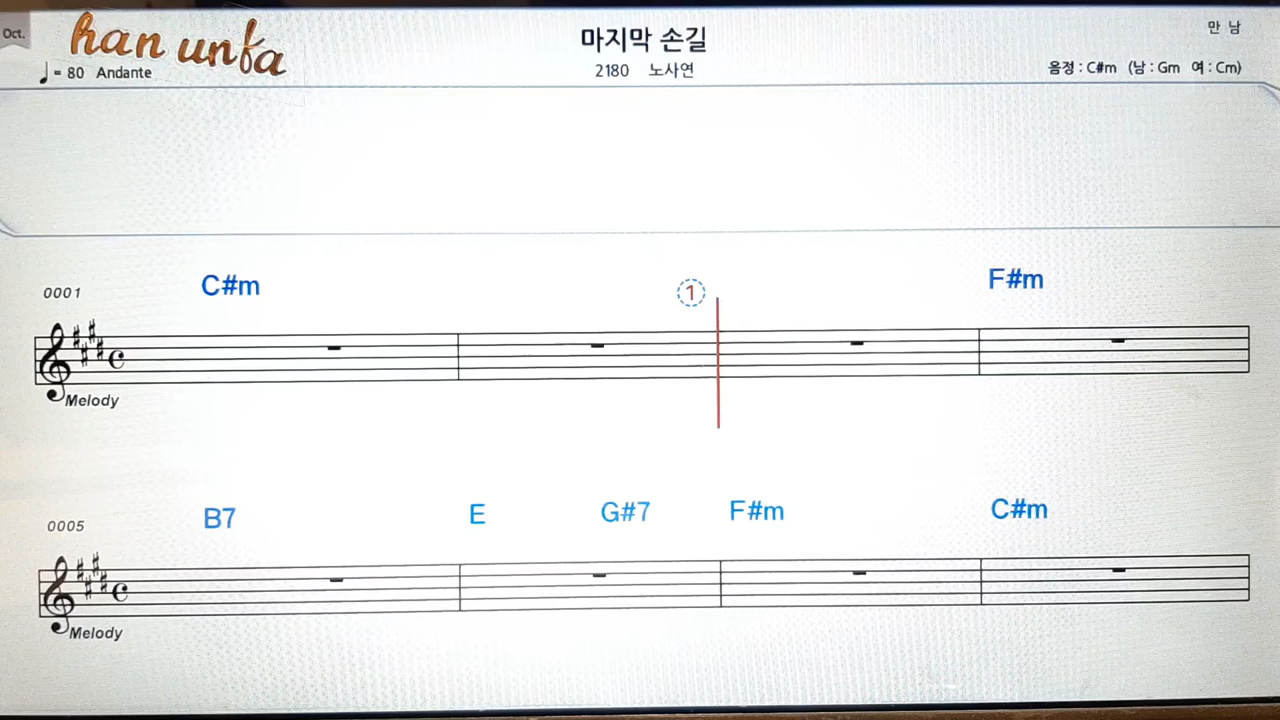 Oct.
han unfa
마지막 손길
만 남
♩ = 80 Andante
2180 노사연
음정 : C#m (남 : Gm 여 : Cm)
0001
C#m
1
F#m
Melody
0005
B7
E
G#7
F#m
C#m
Melody